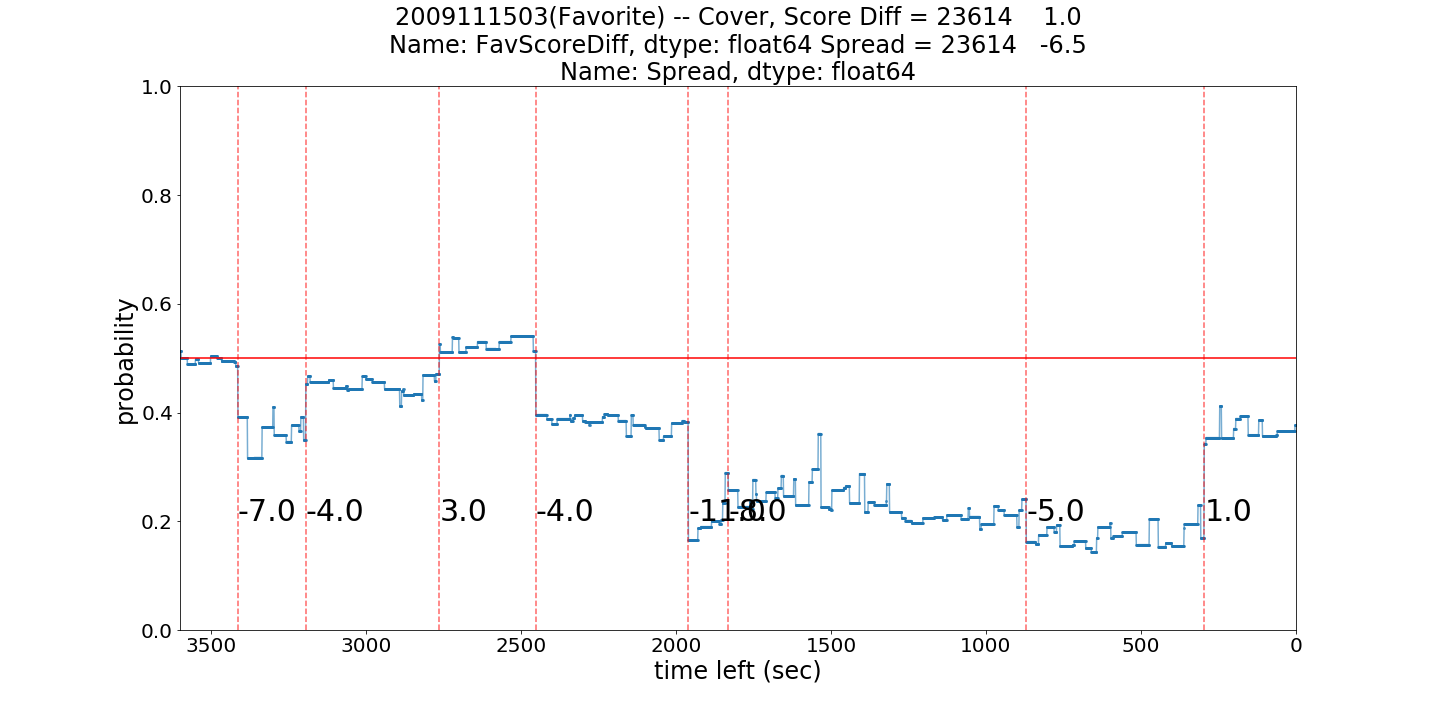 2009111503(Favorite) -- Cover, Score Diff = 23614    1.0
Name: FavScoreDiff, dtype: float64 Spread = 23614   -6.5
Name: Spread, dtype: float64
probability
1.0
0.8
0.6
0.4
0.2
0.0
-7.0 -4.0 3.0 -4.0 -5.0 1.0
3500 3000 2500 2000 1500 1000 500 0
time left (sec)